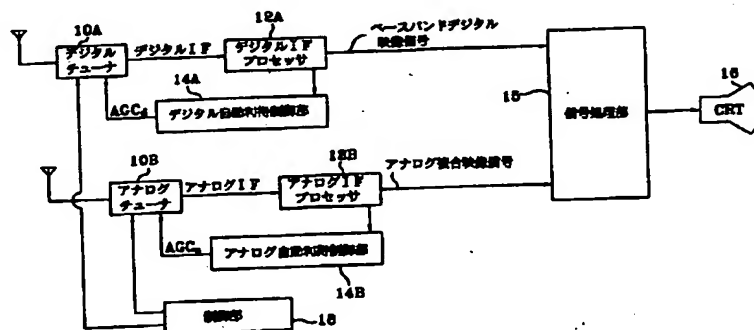 10A
デジタル
チューナ
デジタルIF
12A
デジタルIF
プロセッサ
ベースバンドデジタル
映像信号
14A
AGCd
デジタル自動利得制御部
15
信号処理部
16
CRT
10B
アナログ
チューナ
アナログIF
12B
アナログIF
プロセッサ
アナログ複合映像信号
AGCa
アナログ自動利得制御部
14B
制御部
18